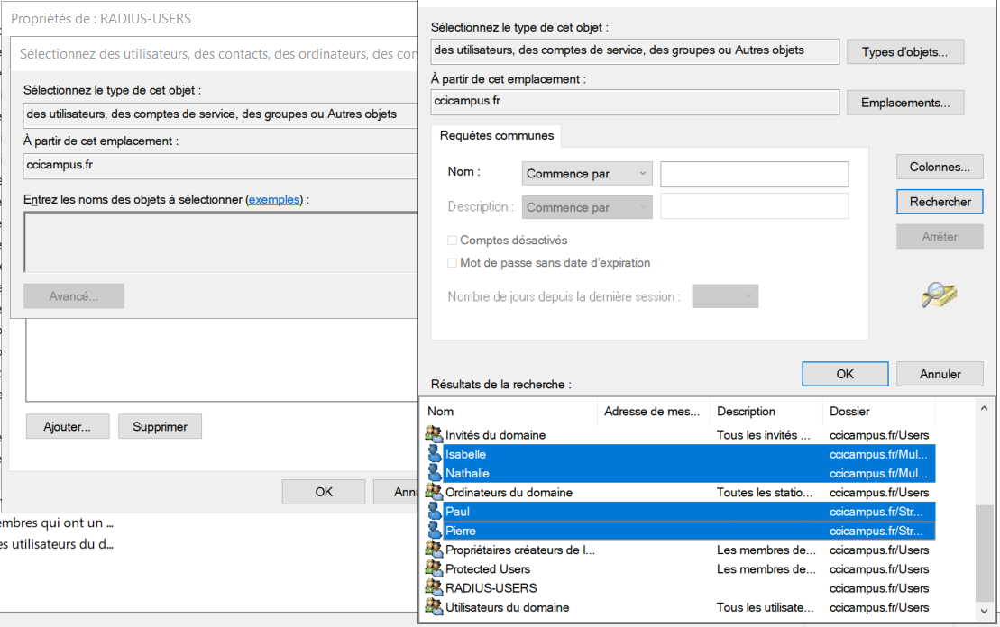 Propriétés de : RADIUS-USERS
Sélectionnez des utilisateurs, des contacts, des ordinateurs, des com
Sélectionnez le type de cet objet :
des utilisateurs, des comptes de service, des groupes ou Autres objets
À partir de cet emplacement :
ccicampus.fr
Entrez les noms des objets à sélectionner (exemples) :
Avancé...
Ajouter...
Supprimer
OK
Annu
embres qui ont un ...
es utilisateurs du d...
Sélectionnez le type de cet objet :
des utilisateurs, des comptes de service, des groupes ou Autres objets
Types d'objets...
À partir de cet emplacement :
ccicampus.fr
Emplacements...
Requêtes communes
Nom :
Commence par
Description :
Commence par
Comptes désactivés
Mot de passe sans date d'expiration
Nombre de jours depuis la dernière session :
Colonnes...
Rechercher
Arrêter
OK
Annuler
Résultats de la recherche :
Nom Adresse de mes... Description Dossier
Invités du domaine Tous les invités ... ccicampus.fr/Users
Isabelle ccicampus.fr/Mul...
Nathalie ccicampus.fr/Mul...
Ordinateurs du domaine Toutes les statio... ccicampus.fr/Users
Paul ccicampus.fr/Str...
Pierre ccicampus.fr/Str...
Propriétaires créateurs de l... Les membres de... ccicampus.fr/Users
Protected Users Les membres de... ccicampus.fr/Users
RADIUS-USERS ccicampus.fr/Users
Utilisateurs du domaine Tous les utilisate... ccicampus.fr/Users